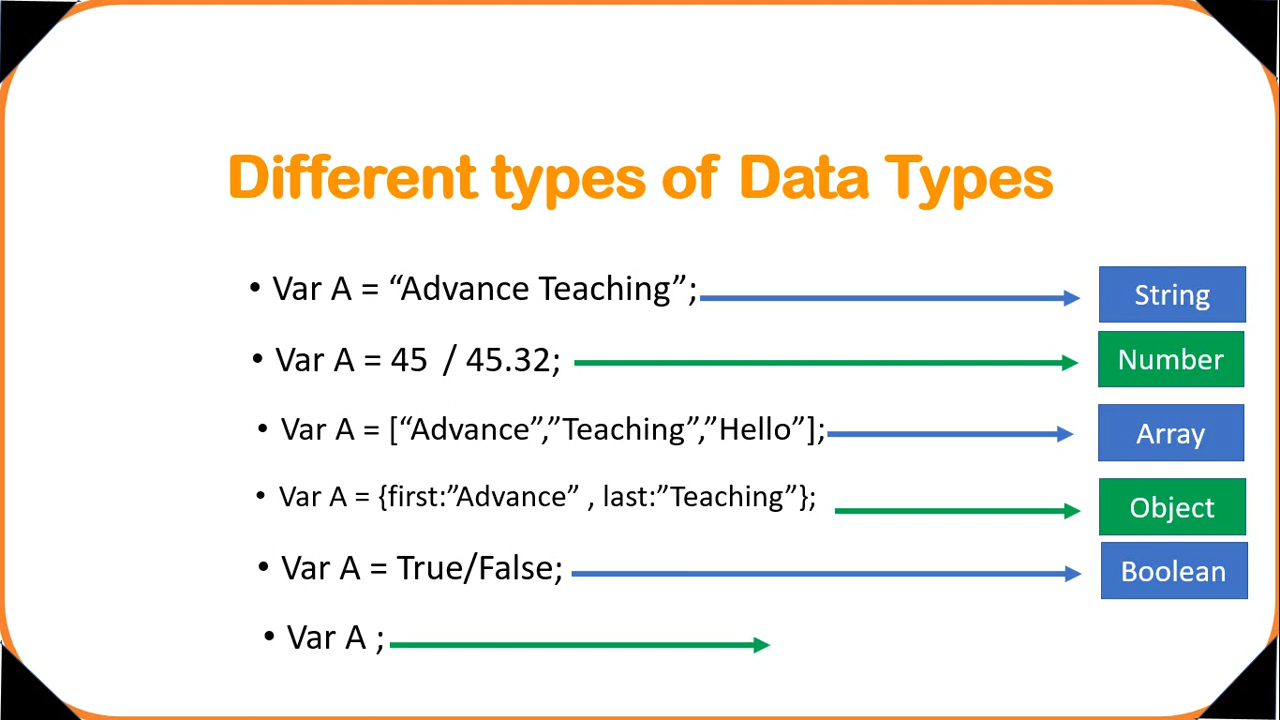 Different types of Data Types
• Var A = “Advance Teaching”; String
• Var A = 45 / 45.32; Number
• Var A = [“Advance”,”Teaching”,”Hello”]; Array
• Var A = {first:”Advance” , last:”Teaching”}; Object
• Var A = True/False; Boolean
• Var A ;